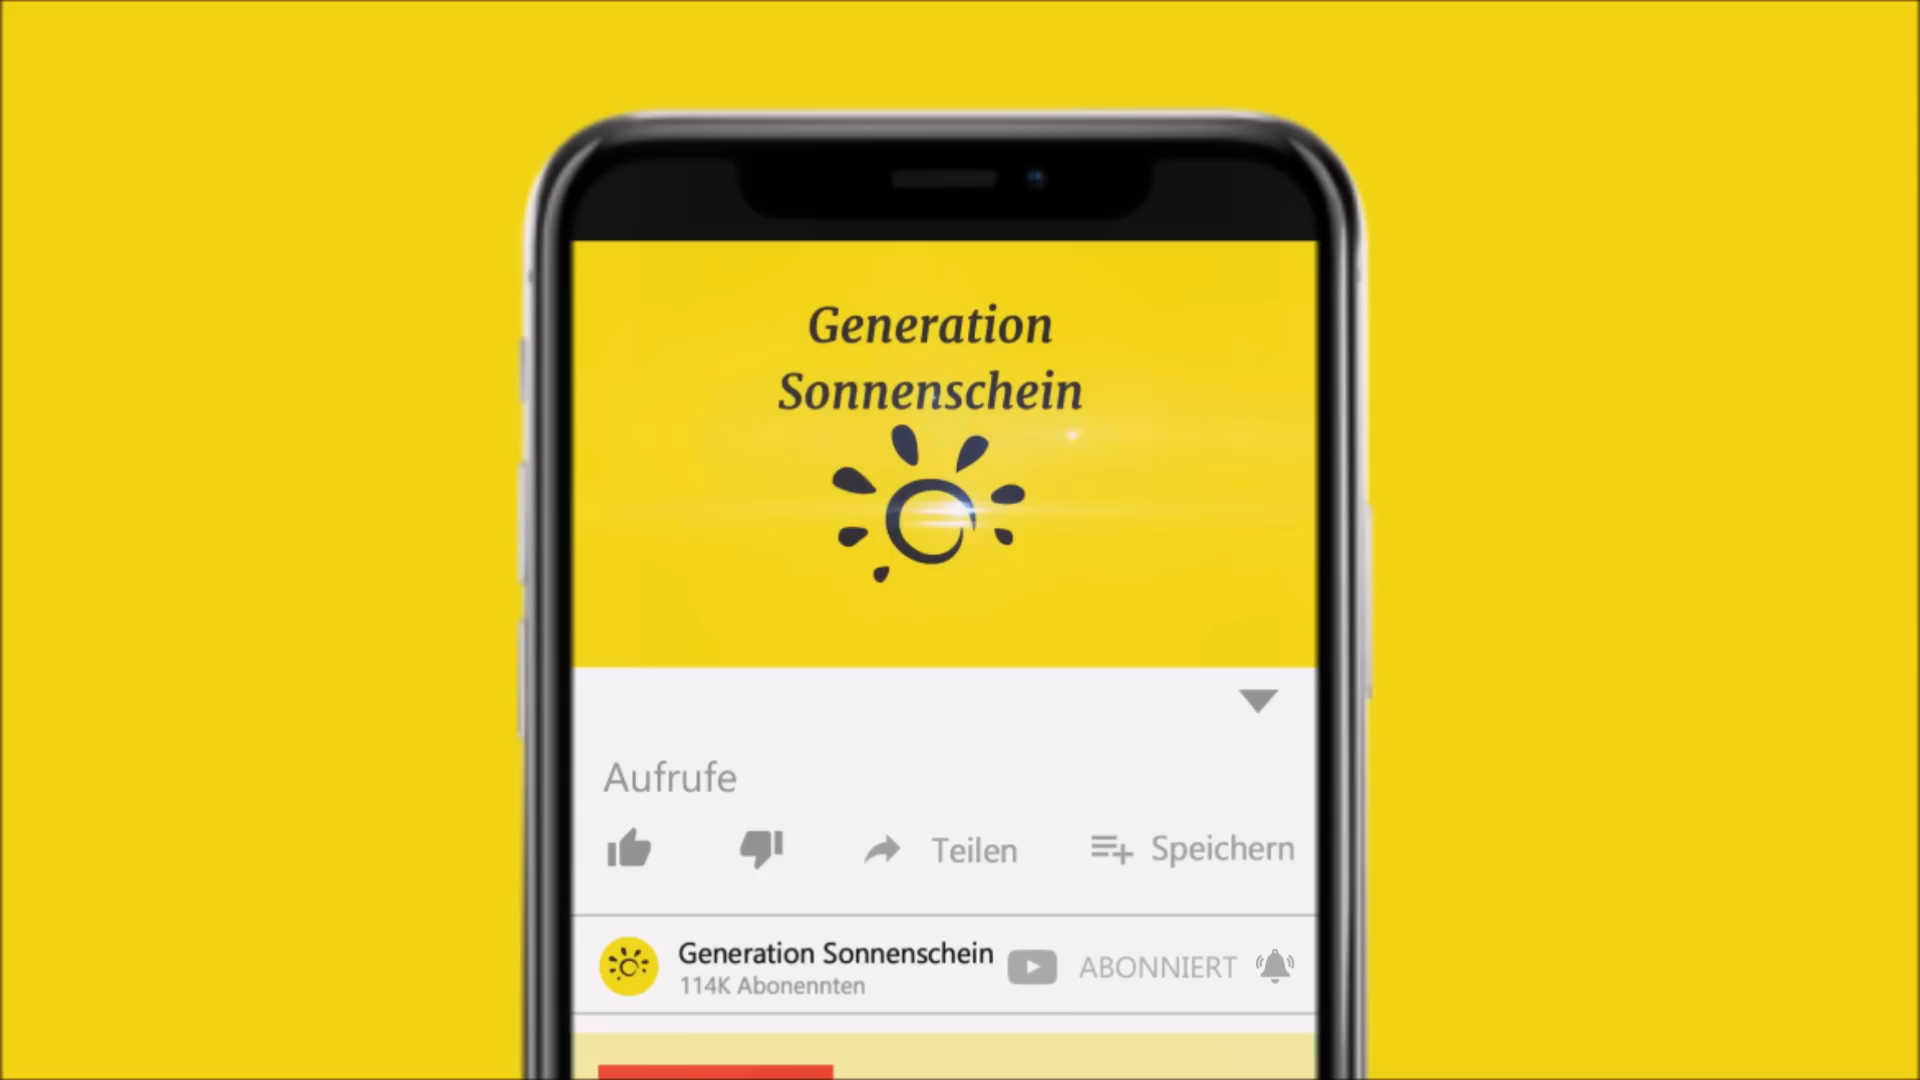 Generation
Sonnenschein
Aufrufe
Teilen
Speichern
Generation Sonnenschein
114K Abonennten
ABONNIERT